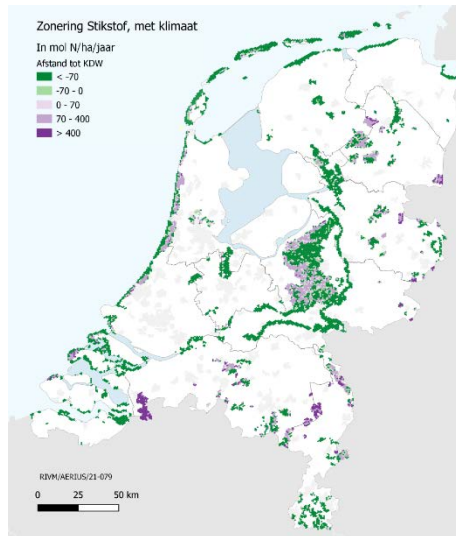 Zonering Stikstof, met klimaat
In mol N/ha/jaar
Afstand tot KDW
< -70
-70 - 0
0 - 70
70 - 400
> 400
RIVM/AERIUS/21-079
0 25 50 km